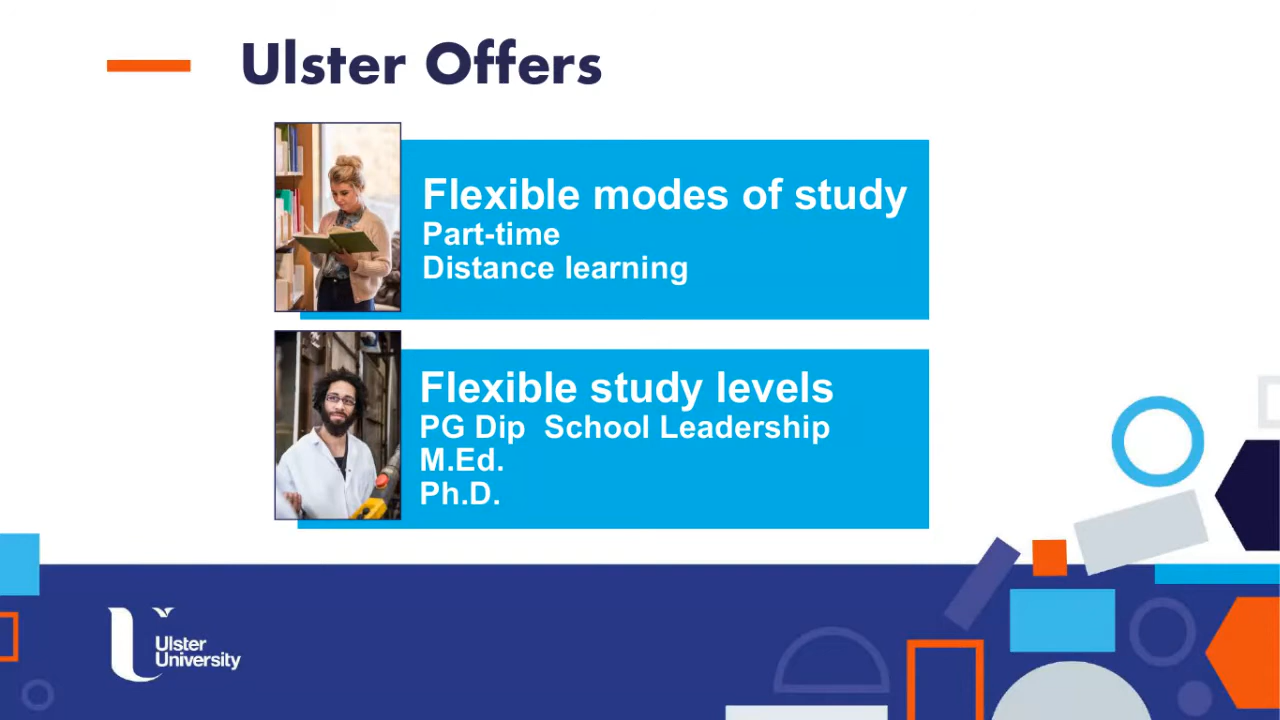 Ulster Offers
Flexible modes of study
Part-time
Distance learning
Flexible study levels
PG Dip  School Leadership
M.Ed.
Ph.D.
Ulster
University